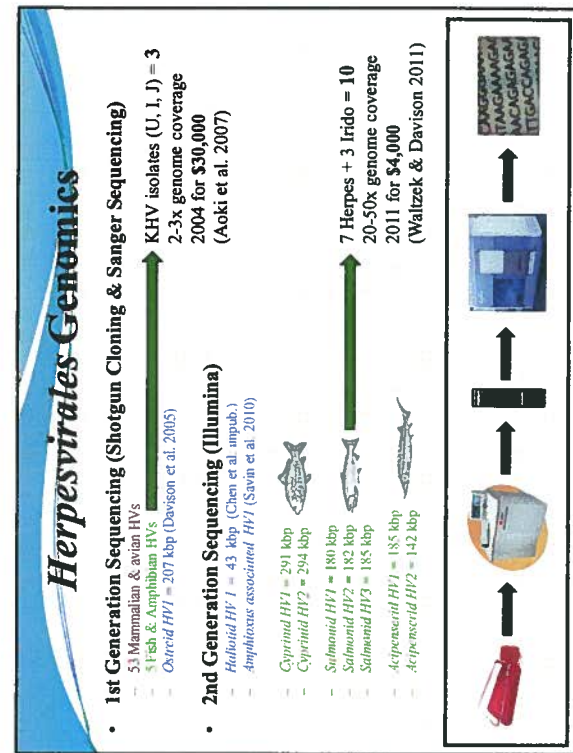 Herpesvirales Genomics
• 1st Generation Sequencing (Shotgun Cloning & Sanger Sequencing)
– 53 Mammalian & avian HVs
– 5 Fish & Amphibian HVs
– Ostreid HV1 = 207 kbp (Davison et al. 2005)
KHV isolates (U, I, J) = 3
2-3x genome coverage
2004 for $30,000
(Aoki et al. 2007)
• 2nd Generation Sequencing (Illumina)
– Haliotid HV 1 = 43 kbp (Chen et al. unpub.)
– Amphioxus associated HV1 (Savin et al. 2010)
– Cyprinid HV1 = 291 kbp
– Cyprinid HV2 = 294 kbp
– Salmonid HV1 = 180 kbp
– Salmonid HV2 = 182 kbp
– Salmonid HV3 = 185 kbp
– Acipenserid HV1 = 185 kbp
– Acipenserid HV2 = 142 kbp
7 Herpes + 3 Irido = 10
20-50x genome coverage
2011 for $4,000
(Waltzek & Davison 2011)